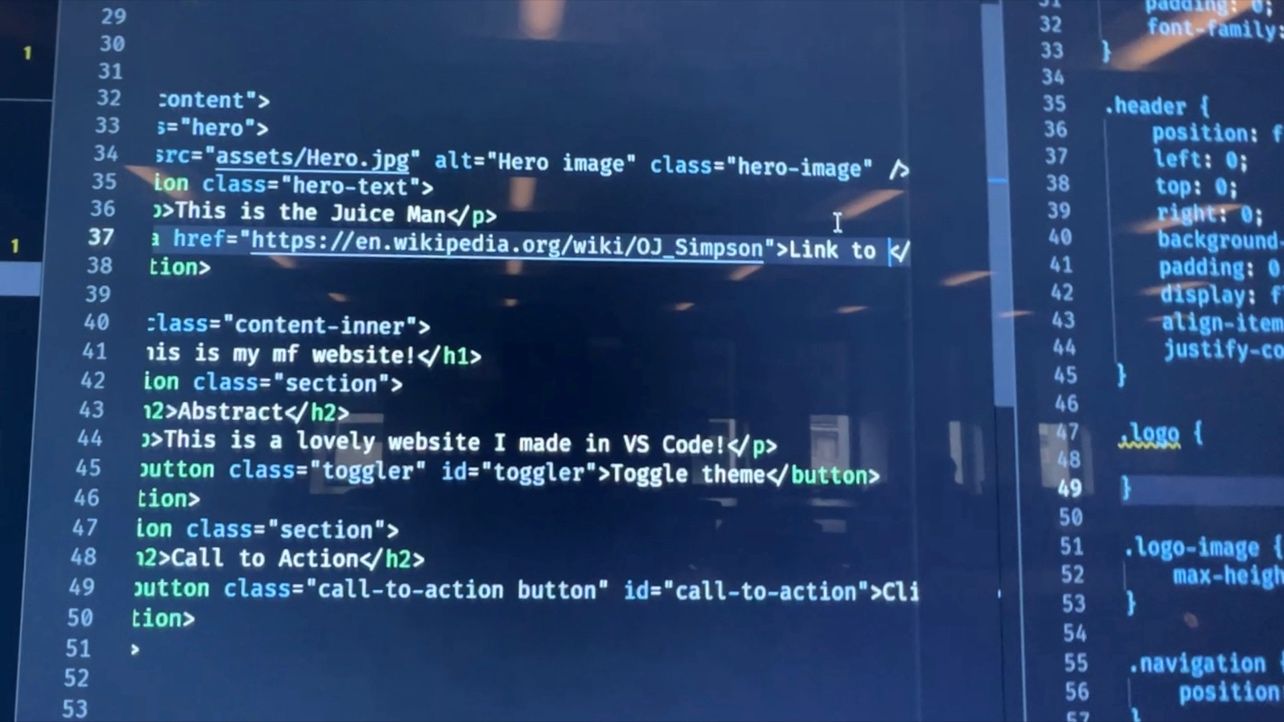 1
1
29
30
31
32 content">
33 s="hero">
34 src="assets/Hero.jpg" alt="Hero image" class="hero-image" />
35 ion class="hero-text">
36 p>This is the Juice Man</p>
37 a href="https://en.wikipedia.org/wiki/OJ_Simpson">Link to </
38 tion>
39
40 class="content-inner">
41 his is my mf website!</h1>
42 ion class="section">
43 h2>Abstract</h2>
44 p>This is a lovely website I made in VS Code!</p>
45 button class="toggler" id="toggler">Toggle theme</button>
46 tion>
47 ion class="section">
48 h2>Call to Action</h2>
49 button class="call-to-action button" id="call-to-action">Cli
50 tion>
51 >
52
53
31 padding: 0;
32 font-family:
33 }
34
35 .header {
36 position: f
37 left: 0;
38 top: 0;
39 right: 0;
40 background
41 padding: 0
42 display: f
43 align-item
44 justify-co
45 }
46
47 .logo {
48
49 }
50
51 .logo-image {
52 max-heigh
53 }
54
55 .navigation {
56 position
57 }